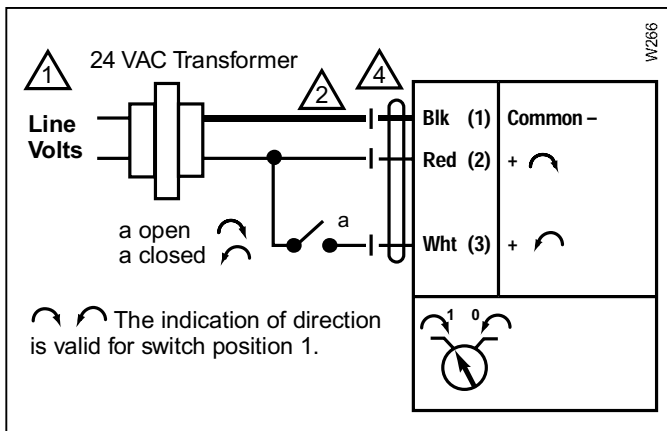 W266
1
24 VAC Transformer
2
4
Line
Volts
Blk (1) Common –
Red (2) +
a open
a closed
a
Wht (3) +
The indication of direction
is valid for switch position 1.
1 0